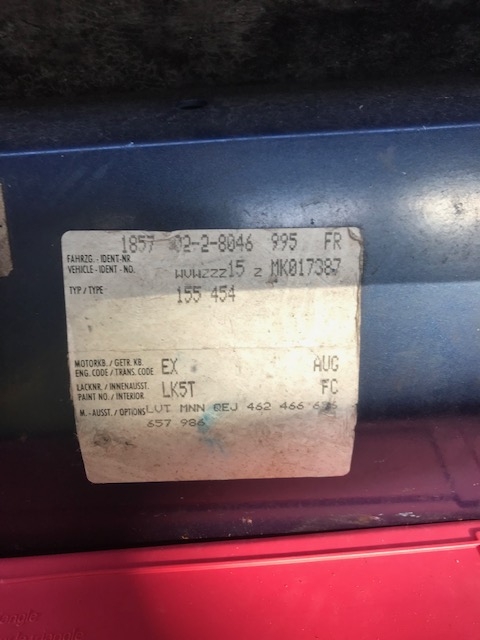 1857 02-2-8046 995 FR
FAHRZG.-IDENT-NR
VEHICLE-IDENT-NO. WVWZZZ15 Z MK017387
TYP/TYPE 155 454
MOTORKB./GETR.KB.
ENG.CODE/TRANS.CODE EX AUG
LACKNR./INNENAUSST.
PAINT NO./INTERIOR LK5T FC
M.-AUSST./OPTIONS LVT MNN QEJ 462 466
657 986